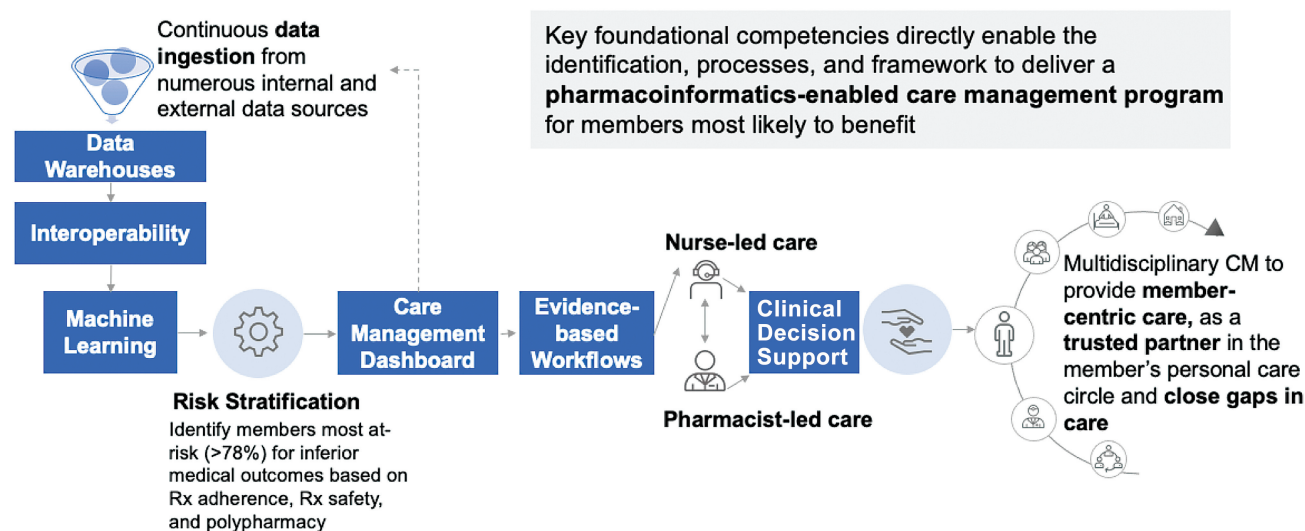 Continuous data
ingestion from
numerous internal and
external data sources
Key foundational competencies directly enable the
identification, processes, and framework to deliver a
pharmacoinformatics-enabled care management program
for members most likely to benefit
Data
Warehouses
Interoperability
Machine
Learning
Risk Stratification
Identify members most at-
risk (>78%) for inferior
medical outcomes based on
Rx adherence, Rx safety,
and polypharmacy
Care
Management
Dashboard
Evidence-
based
Workflows
Nurse-led care
Pharmacist-led care
Clinical
Decision
Support
Multidisciplinary CM to
provide member-
centric care, as a
trusted partner in the
member's personal care
circle and close gaps in
care